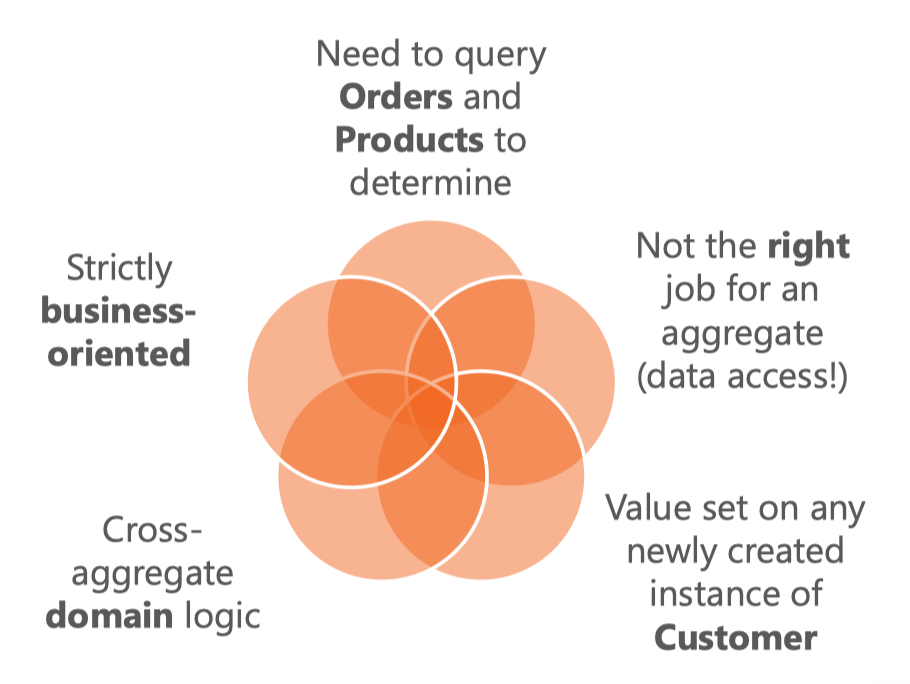 Need to query
Orders and
Products to
determine
Not the right
job for an
aggregate
(data access!)
Value set on any
newly created
instance of
Customer
Cross-
aggregate
domain logic
Strictly
business-
oriented